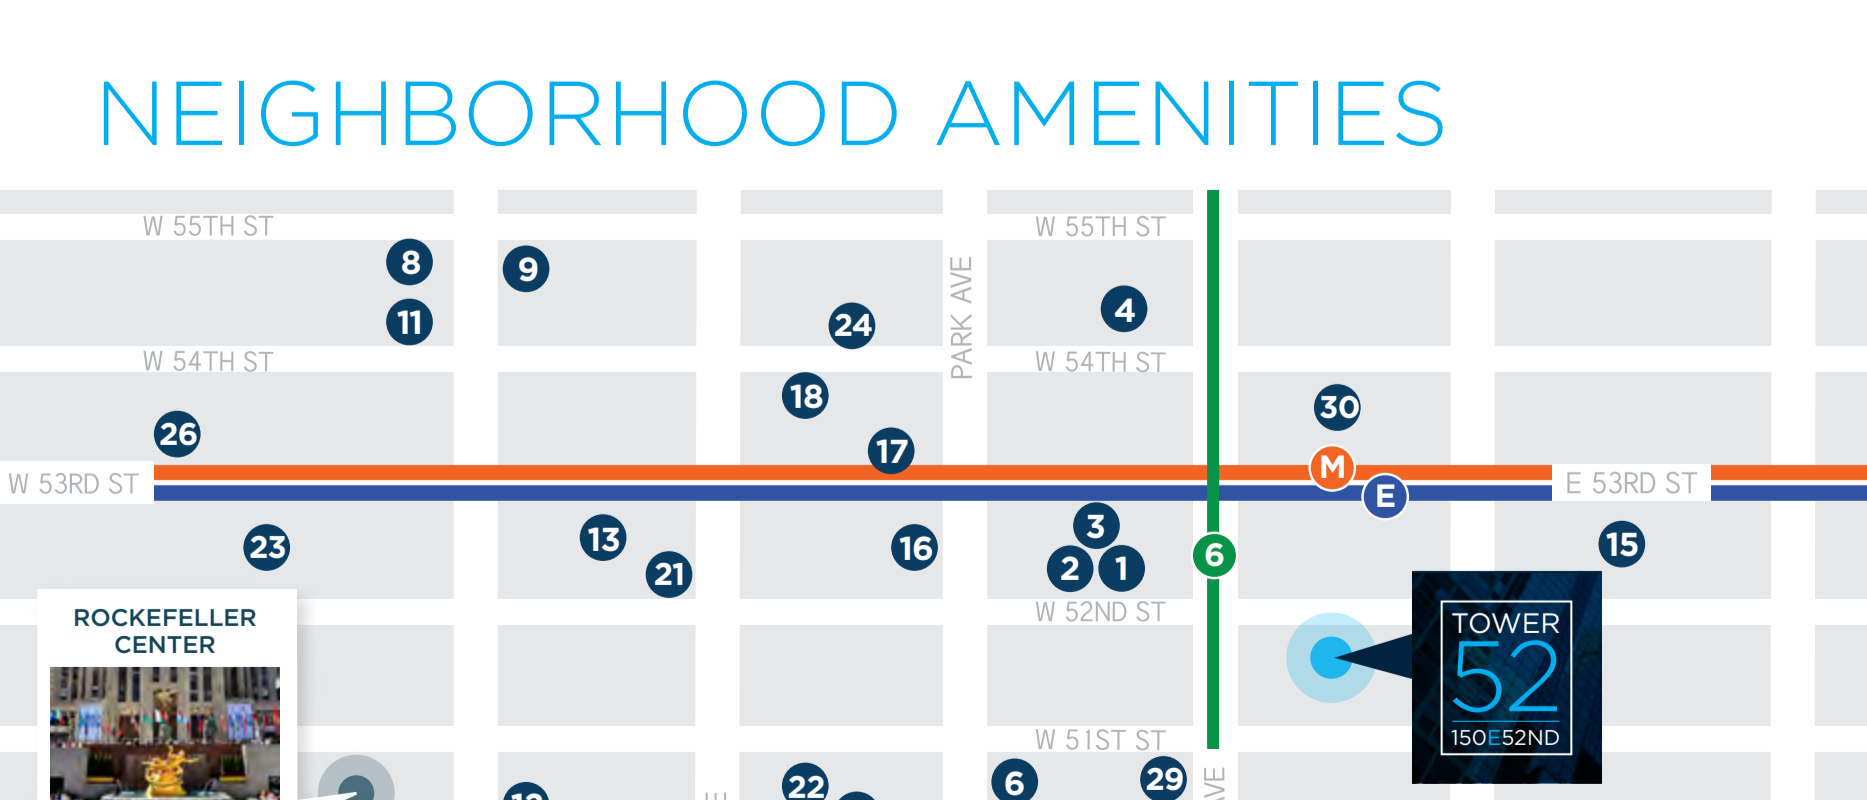 NEIGHBORHOOD AMENITIES
W 55TH ST
W 55TH ST
8
9
PARK AVE
11
24
4
W 54TH ST
W 54TH ST
18
30
26
17
M
W 53RD ST
E
E 53RD ST
23
13
21
16
3
2
1
6
15
ROCKEFELLER
CENTER
W 52ND ST
TOWER
52
150E52ND
W 51ST ST
22
6
29
AVE